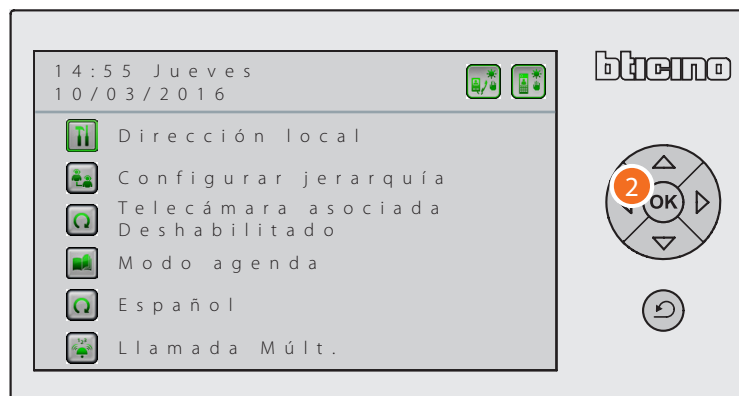 14:55 Jueves
10/03/2016
bticino
Dirección local
Configurar jerarquía
2
OK
Telecámara asociada
Deshabilitado
Modo agenda
Español
Llamada Múlt.